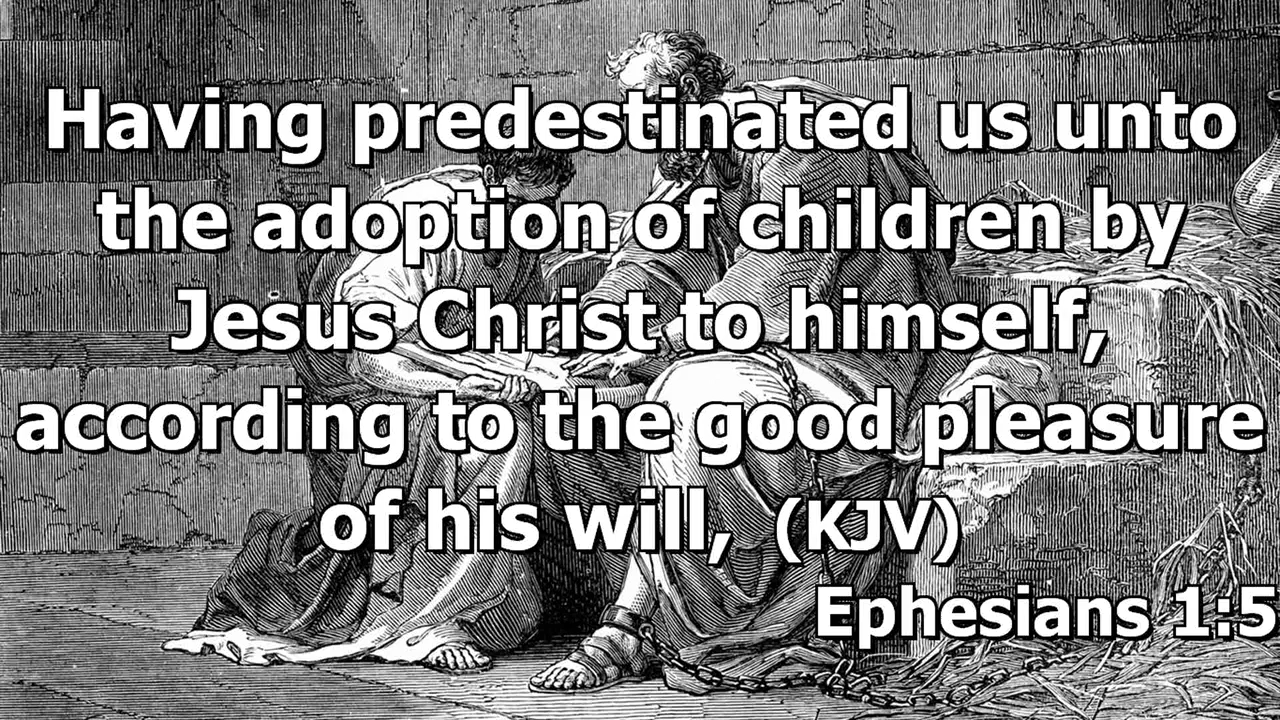 Having predestinated us unto
the adoption of children by
Jesus Christ to himself,
according to the good pleasure
of his will, (KJV)
Ephesians 1:5